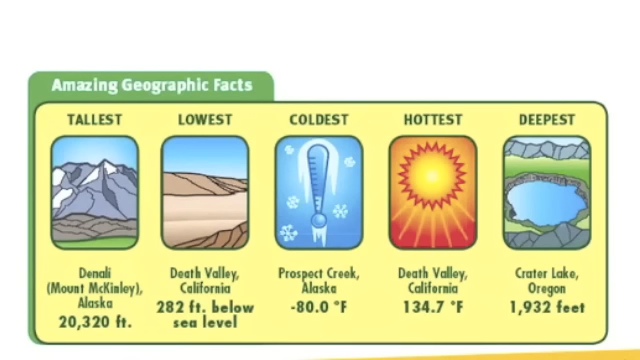 Amazing Geographic Facts
TALLEST
Denali
(Mount McKinley),
Alaska
20,320 ft.
LOWEST
Death Valley,
California
282 ft. below
sea level
COLDEST
Prospect Creek,
Alaska
-80.0 °F
HOTTEST
Death Valley,
California
134.7 °F
DEEPEST
Crater Lake,
Oregon
1,932 feet